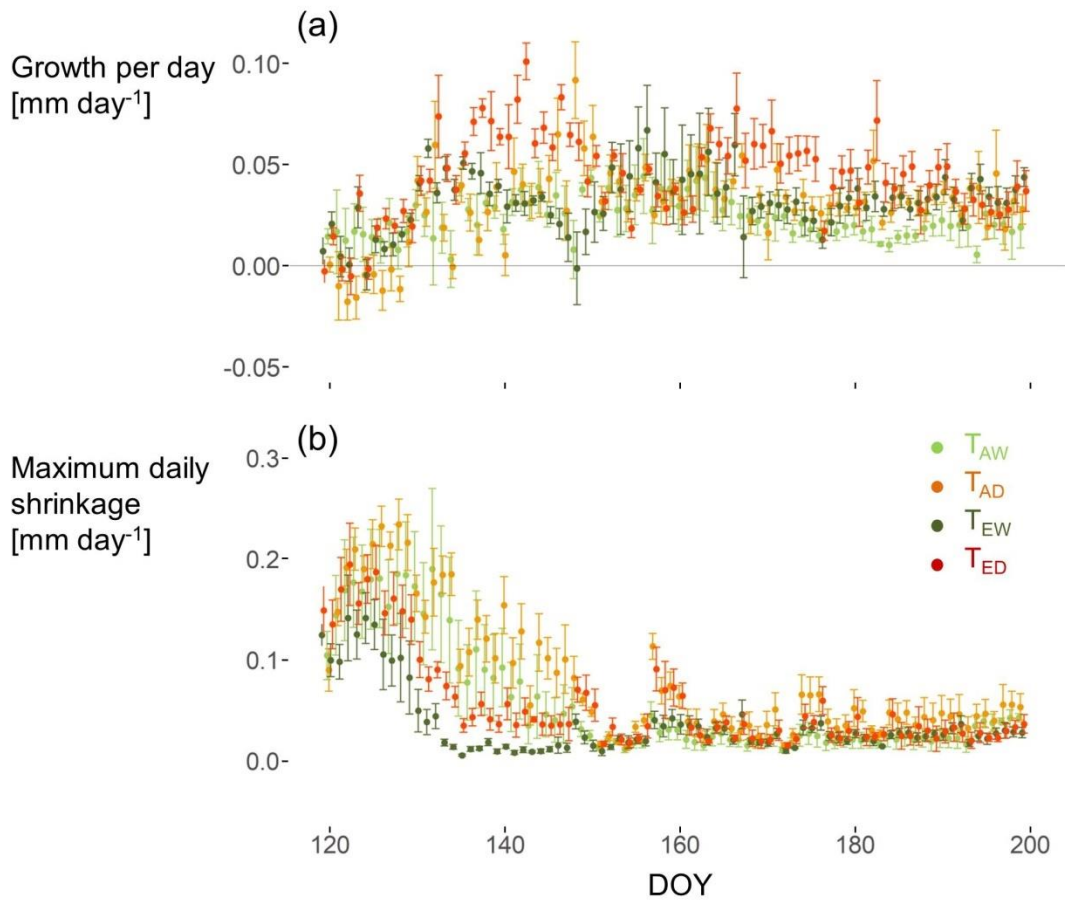 (a)
Growth per day
[mm day-1]
0.10
0.05
0.00
-0.05
(b)
Maximum daily
shrinkage
[mm day-1]
0.3
0.2
0.1
0.0
TAW
TAD
TEW
TED
120 140 160 180 200
DOY